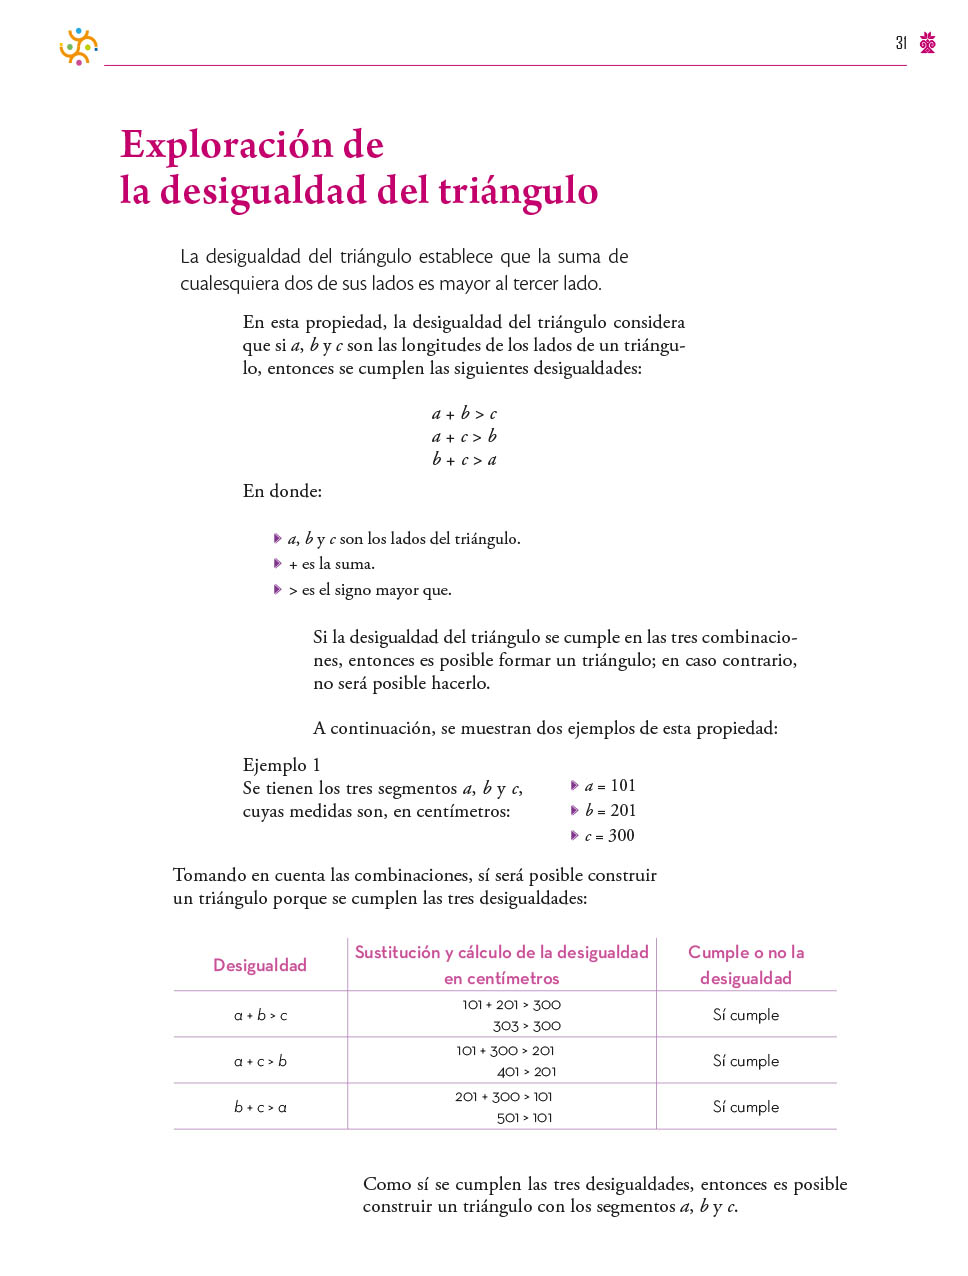 31
Exploración de
la desigualdad del triángulo
La desigualdad del triángulo establece que la suma de
cualesquiera dos de sus lados es mayor al tercer lado.
En esta propiedad, la desigualdad del triángulo considera
que si a, b y c son las longitudes de los lados de un triángu-
lo, entonces se cumplen las siguientes desigualdades:
a + b > c
a + c > b
b + c > a
En donde:
a, b y c son los lados del triángulo.
+ es la suma.
> es el signo mayor que.
Si la desigualdad del triángulo se cumple en las tres combinacio-
nes, entonces es posible formar un triángulo; en caso contrario,
no será posible hacerlo.
A continuación, se muestran dos ejemplos de esta propiedad:
Ejemplo 1
Se tienen los tres segmentos a, b y c,
cuyas medidas son, en centímetros:
a = 101
b = 201
c = 300
Tomando en cuenta las combinaciones, sí será posible construir
un triángulo porque se cumplen las tres desigualdades:
Desigualdad
Sustitución y cálculo de la desigualdad
en centímetros
Cumple o no la
desigualdad
a + b > c
101 + 201 > 300
303 > 300
Sí cumple
a + c > b
101 + 300 > 201
401 > 201
Sí cumple
b + c > a
201 + 300 > 101
501 > 101
Sí cumple
Como sí se cumplen las tres desigualdades, entonces es posible
construir un triángulo con los segmentos a, b y c.